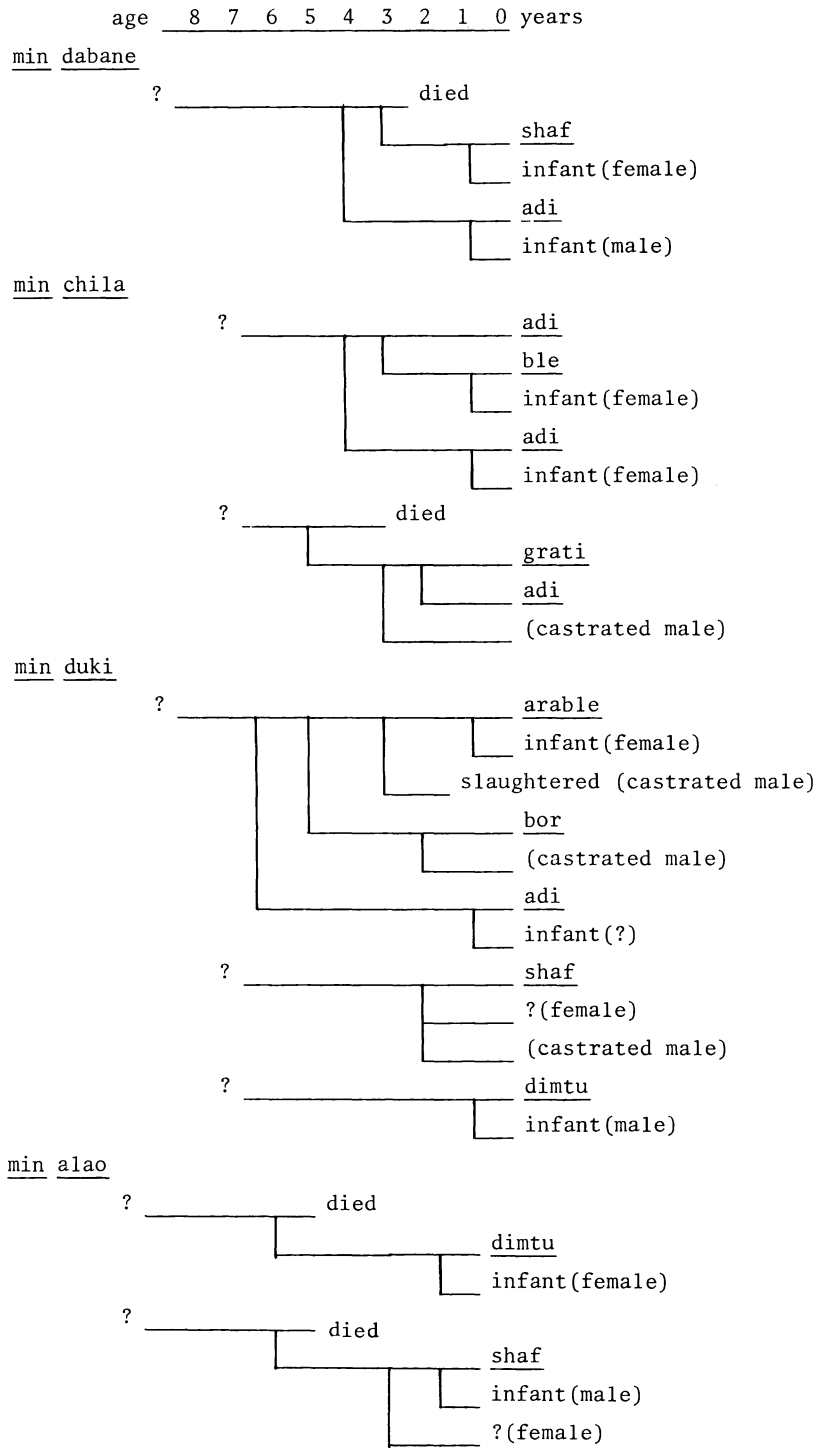 age 8 7 6 5 4 3 2 1 0 years
min dabane
? died
shaf
infant(female)
adi
infant(male)
min chila
? adi
ble
infant(female)
adi
infant(female)
? died
grati
adi
(castrated male)
min duki
? arable
infant(female)
slaughtered (castrated male)
bor
(castrated male)
adi
infant(?)
? shaf
?(female)
(castrated male)
? dimtu
infant(male)
min alao
? died
dimtu
infant(female)
? died
shaf
infant(male)
?(female)